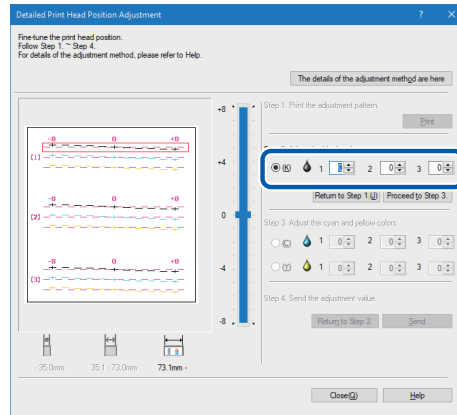 Detailed Print Head Position Adjustment ? ×
Fine-tune the print head position.
Follow Step 1. ~ Step 4.
For details of the adjustment method, please refer to Help.
The details of the adjustment method are here
Step 1. Print the adjustment pattern.
Print
+8
+4
0
-4
-8
-8 0 +8
(1)
-8 0 +8
(2)
-8 0 +8
(3)
- 35.0mm 35.1 - 73.0mm 73.1mm -
(K) 1 2 0 3 0
Return to Step 1.(J) Proceed to Step 3.
Step 3. Adjust the cyan and yellow colors.
(C) 1 0 2 0 3 0
(Y) 1 0 2 0 3 0
Step 4. Send the adjustment value.
Return to Step 2. Send
Close(Q) Help